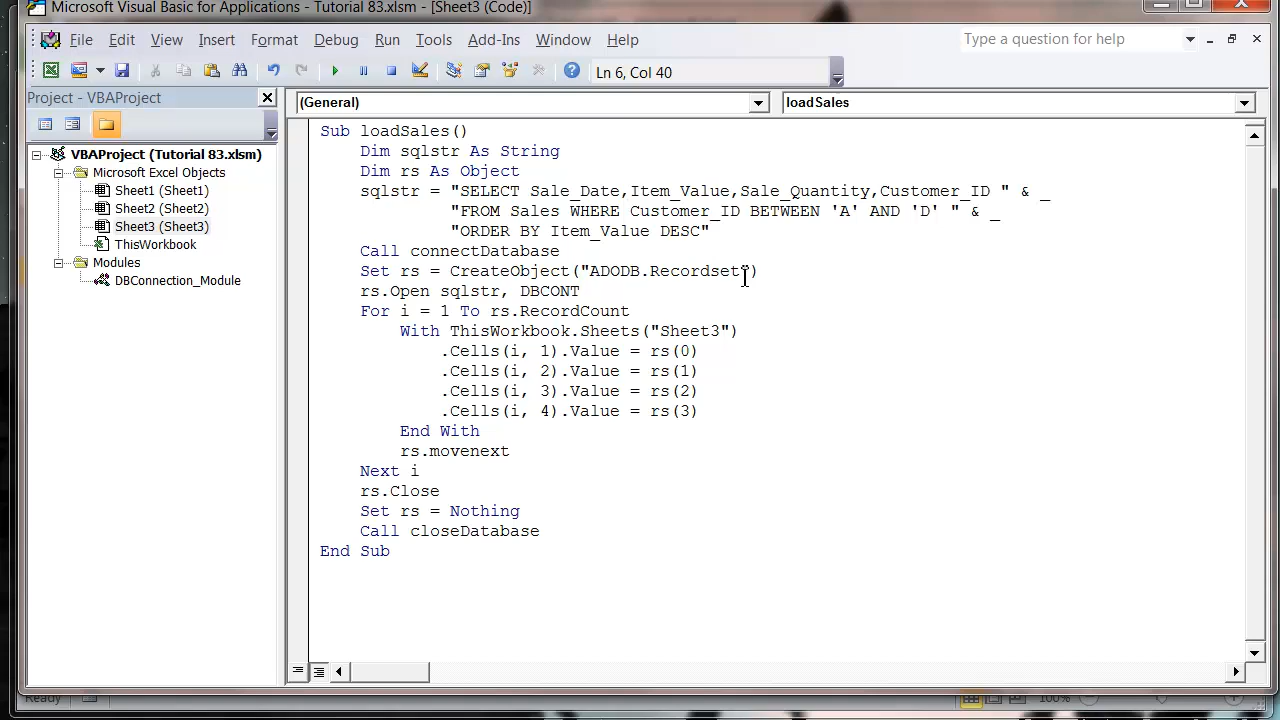 Microsoft Visual Basic for Applications - Tutorial 83.xlsm - [Sheet3 (Code)]
File Edit View Insert Format Debug Run Tools Add-Ins Window Help
Type a question for help
Ln 6, Col 40
Project - VBAProject
(General)
loadSales
VBAProject (Tutorial 83.xlsm)
Microsoft Excel Objects
Sheet1 (Sheet1)
Sheet2 (Sheet2)
Sheet3 (Sheet3)
ThisWorkbook
Modules
DBConnection_Module
Sub loadSales()
Dim sqlstr As String
Dim rs As Object
sqlstr = "SELECT Sale_Date,Item_Value,Sale_Quantity,Customer_ID " & _
"FROM Sales WHERE Customer_ID BETWEEN 'A' AND 'D' " & _
"ORDER BY Item_Value DESC"
Call connectDatabase
Set rs = CreateObject("ADODB.Recordset")
rs.Open sqlstr, DBCONT
For i = 1 To rs.RecordCount
With ThisWorkbook.Sheets("Sheet3")
.Cells(i, 1).Value = rs(0)
.Cells(i, 2).Value = rs(1)
.Cells(i, 3).Value = rs(2)
.Cells(i, 4).Value = rs(3)
End With
rs.movenext
Next i
rs.Close
Set rs = Nothing
Call closeDatabase
End Sub
Ready
100%